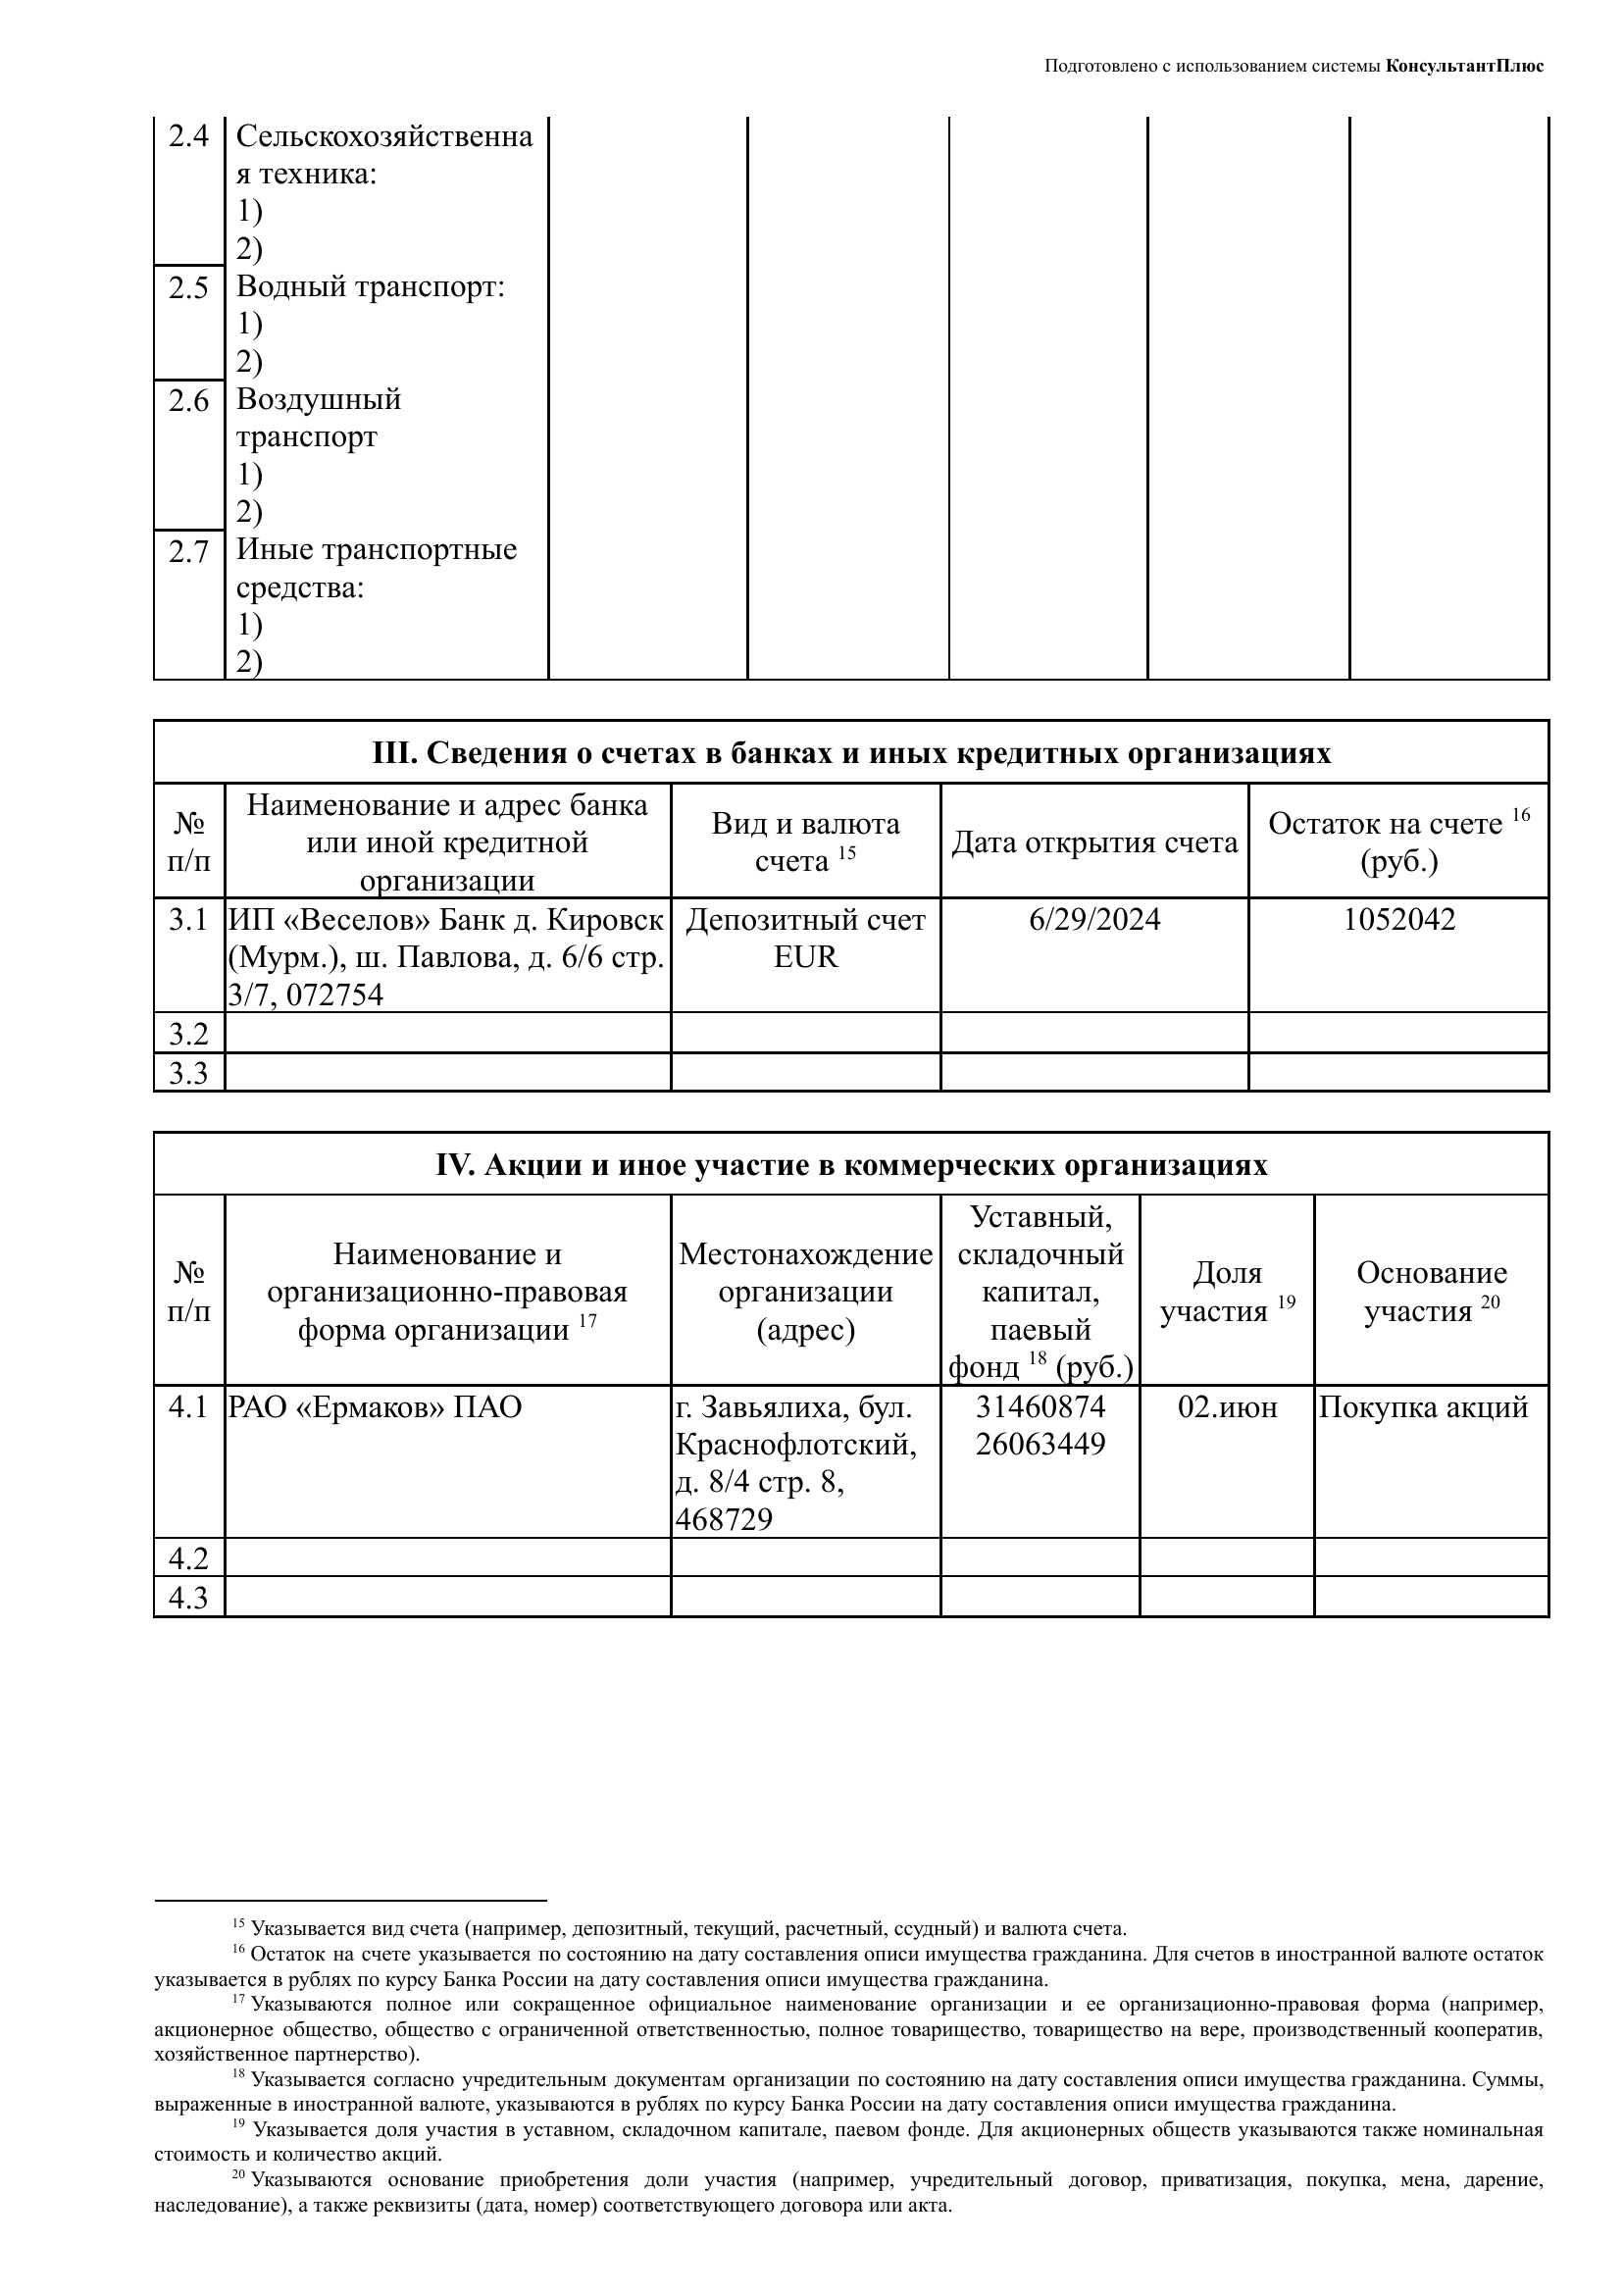 Подготовлено с использованием системы КонсультантПлюс
2.4
Сельскохозяйственна
я техника:
1)
2)
2.5
Водный транспорт:
1)
2)
2.6
Воздушный
транспорт
1)
2)
2.7
Иные транспортные
средства:
1)
2)
III. Сведения о счетах в банках и иных кредитных организациях
№
п/п
Наименование и адрес банка
или иной кредитной
организации
Вид и валюта
счета 15
Дата открытия счета
Остаток на счете 16
(руб.)
3.1
ИП «Веселов» Банк д. Кировск
(Мурм.), ш. Павлова, д. 6/6 стр.
3/7, 072754
Депозитный счет
EUR
6/29/2024
1052042
3.2
3.3
IV. Акции и иное участие в коммерческих организациях
№
п/п
Наименование и
организационно-правовая
форма организации 17
Местонахождение
организации
(адрес)
Уставный,
складочный
капитал,
паевый
фонд 18 (руб.)
Доля
участия 19
Основание
участия 20
4.1
РАО «Ермаков» ПАО
г. Завьялиха, бул.
Краснофлотский,
д. 8/4 стр. 8,
468729
31460874
26063449
02.июн
Покупка акций
4.2
4.3
15 Указывается вид счета (например, депозитный, текущий, расчетный, ссудный) и валюта счета.
16 Остаток на счете указывается по состоянию на дату составления описи имущества гражданина. Для счетов в иностранной валюте остаток
указывается в рублях по курсу Банка России на дату составления описи имущества гражданина.
17 Указываются полное или сокращенное официальное наименование организации и ее организационно-правовая форма (например,
акционерное общество, общество с ограниченной ответственностью, полное товарищество, товарищество на вере, производственный кооператив,
хозяйственное партнерство).
18 Указывается согласно учредительным документам организации по состоянию на дату составления описи имущества гражданина. Суммы,
выраженные в иностранной валюте, указываются в рублях по курсу Банка России на дату составления описи имущества гражданина.
19 Указывается доля участия в уставном, складочном капитале, паевом фонде. Для акционерных обществ указываются также номинальная
стоимость и количество акций.
20 Указываются основание приобретения доли участия (например, учредительный договор, приватизация, покупка, мена, дарение,
наследование), а также реквизиты (дата, номер) соответствующего договора или акта.